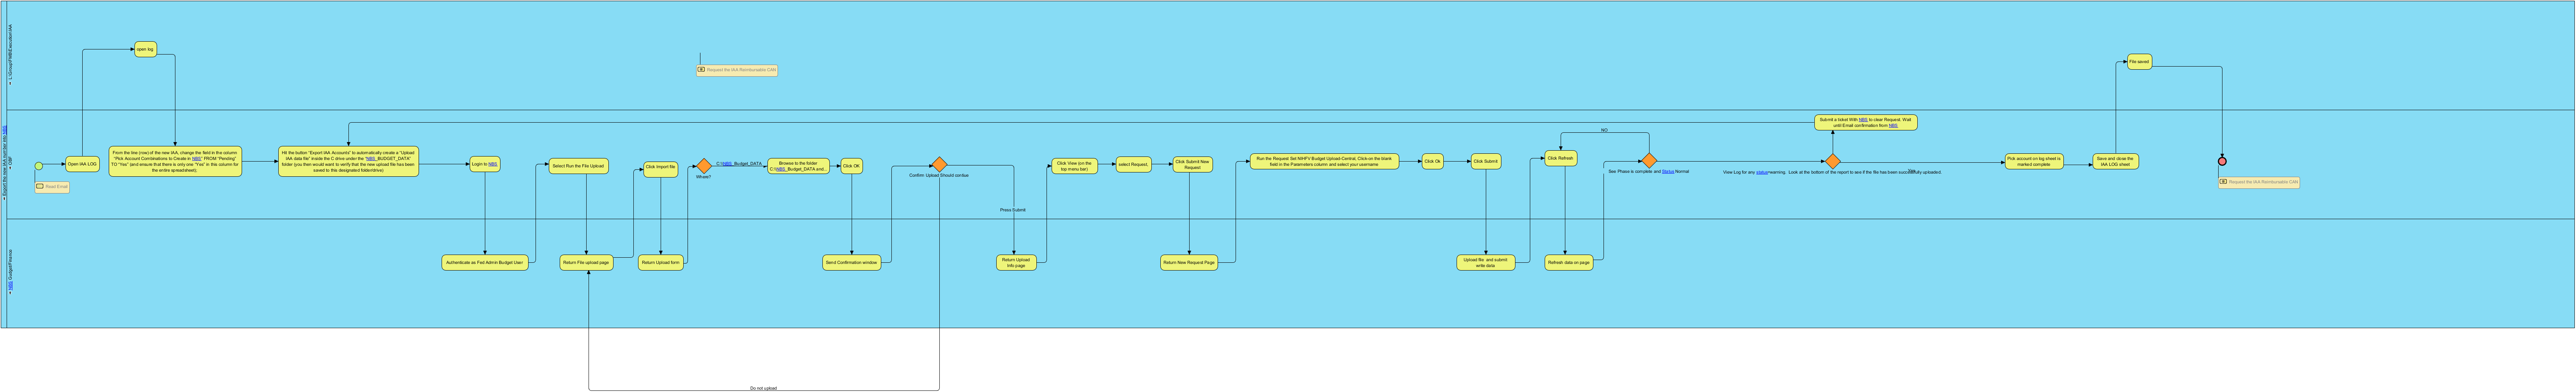 Export the new IAA number into NBS
L:\Group\FMB\Execution\IAA
open log
Request the IAA Reimbursable CAN
File saved
OBF
Read Email
Open IAA LOG
From the line (row) of the new IAA, change the field in the column
"Pick Account Combinations to Create in NBS" FROM "Pending"
TO "Yes" (and ensure that there is only one "Yes" in this column for
the entire spreadsheet);
Hit the button "Export IAA Accounts" to automatically create a "Upload
IAA data file" inside the C drive under the "NBS_BUDGET_DATA"
folder (you then would want to verify that the new upload file has been
saved to this designated folder/drive)
Login to NBS
Select Run the File Upload
Click Import file
Where?
C:\\NBS_Budget_DATA
Browse to the folder
C:\\NBS_Budget_DATA and...
Click OK
Confirm Upload Should contiue
Press Submit
Click View (on the
top menu bar)
select Request,
Click Submit New
Request
Run the Request Set NIHFV Budget Upload-Central, Click on the blank
field in the Parameters column and select your username
Click Ok
Click Submit
Click Refresh
NO
See Phase is complete and Status Normal
View Log for any status=warning, Look at the bottom of the report to see if the file has been successfully uploaded.
Submit a ticket With NBS to clear Request. Wait
until Email confirmation from NBS.
Pick account on log sheet is
marked complete
Save and close the
IAA LOG sheet
Request the IAA Reimbursable CAN
NBS Gudget/Finance
Authenticate as Fed Admin Budget User
Return File upload page
Return Upload form
Send Confirmation window
Return Upload
Info page
Return New Request Page
Upload file and submit
write data
Refresh data on page
Do not upload